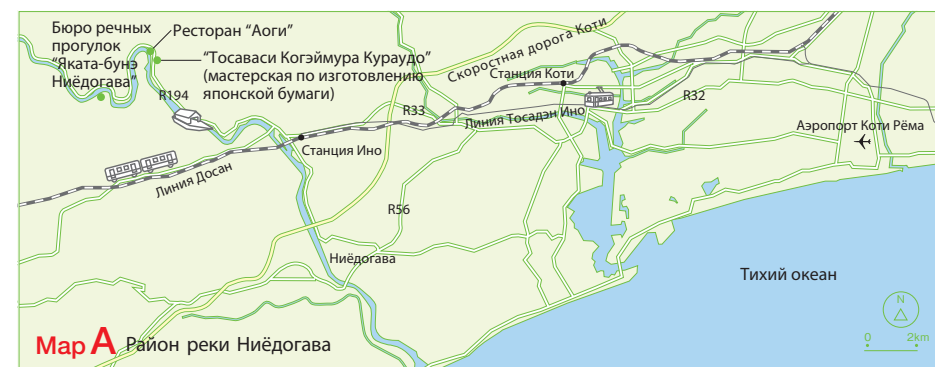 Бюро речных
прогулок
“Яката-бунэ
Ниёдогава”
Ресторан “Аоги”
“Тосаваси Когэймура Кураудо”
(мастерская по изготовлению
японской бумаги)
R194
Скоростная дорога Коти
Станция Коти
R33
Линия Тосадэн Ино
R32
Аэропорт Коти Рёма
Станция Ино
Линия Досан
R56
Ниёдогава
Тихий океан
N
0 2km
Map A Район реки Ниёдогава